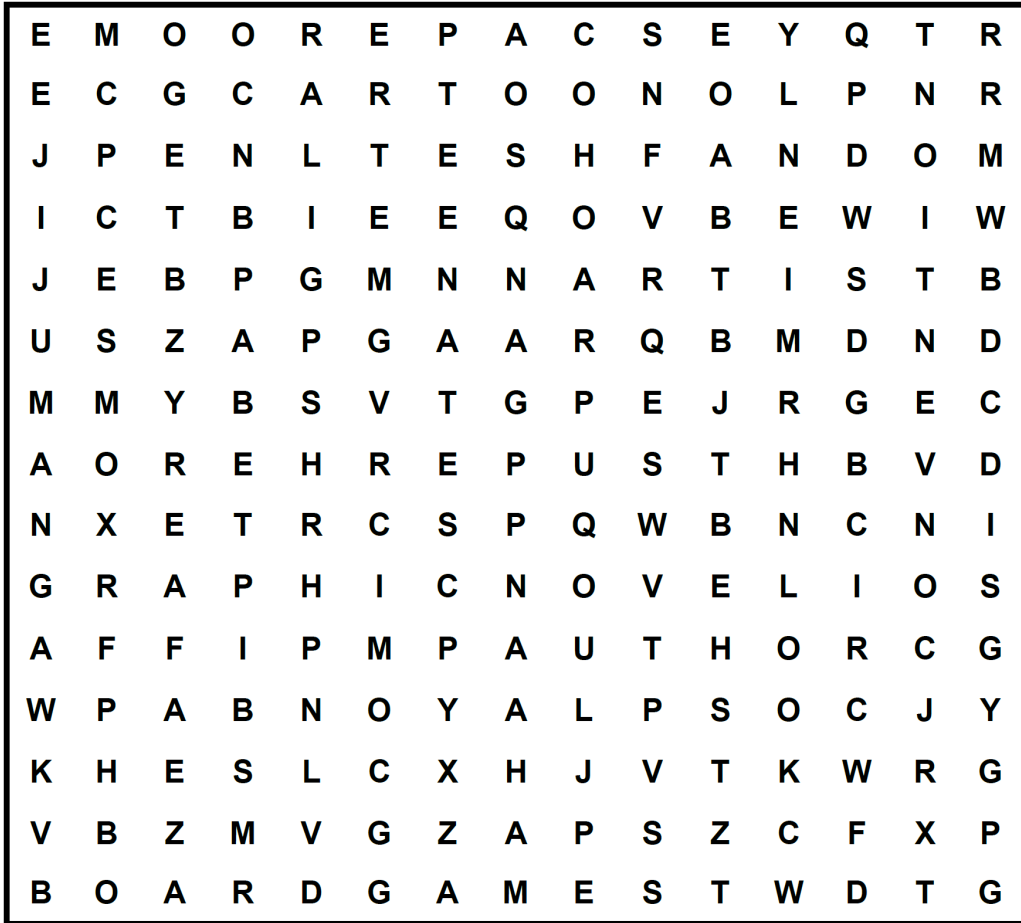 E M O O R E P A C S E Y Q T R
E C G C A R T O O N O L P N R
J P E N L T E S H F A N D O M
I C T B I E E Q O V B E W I W
J E B P G M N N A R T I S T B
U S Z A P G A A R Q B M D N D
M M Y B S V T G P E J R G E C
A O R E H R E P U S T H B V D
N X E T R C S P Q W B N C N I
G R A P H I C N O V E L I O S
A F F I P M P A U T H O R C G
W P A B N O Y A L P S O C J Y
K H E S L C X H J V T K W R G
V B Z M V G Z A P S Z C F X P
B O A R D G A M E S T W D T G